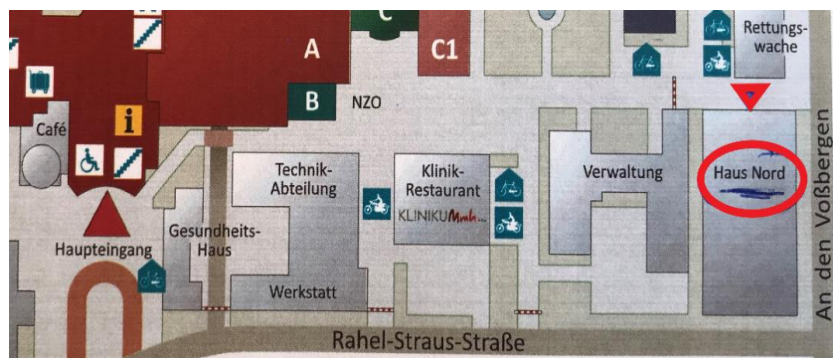 C
A
C1
Rettungs-
wache
B
NZO
i
Café
Technik-
Abteilung
Klinik-
Restaurant
KLINIKUMmh...
Verwaltung
Haus Nord
Haupteingang
Gesundheits-
Haus
Werkstatt
An den Voßbergen
Rahel-Straus-Straße